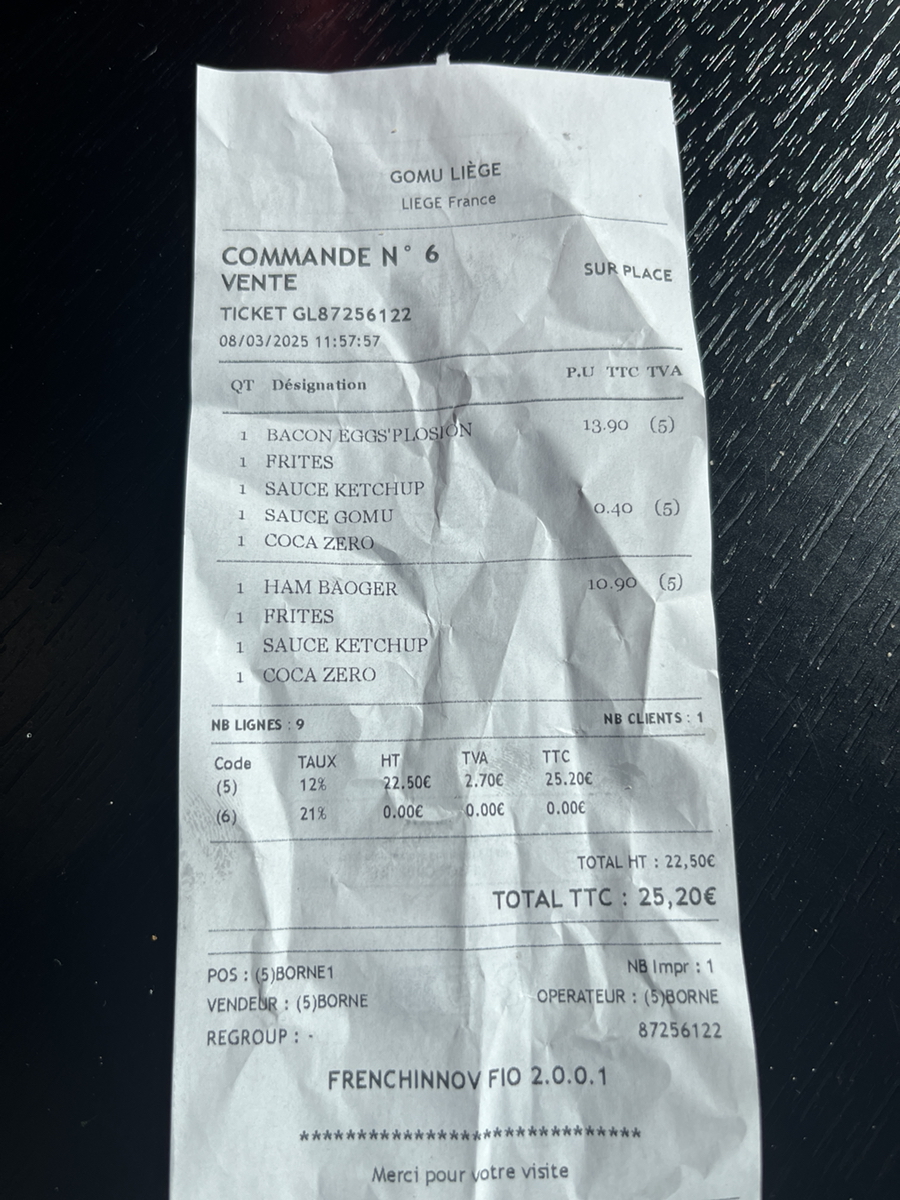 GOMU LIÈGE
LIEGE France
COMMANDE N° 6
SUR PLACE
VENTE
TICKET GL87256122
08/03/2025 11:57:57
QT Désignation P.U TTC TVA
1 BACON EGGS'PLOSION 13.90 (5)
1 FRITES
1 SAUCE KETCHUP
1 SAUCE GOMU 0.40 (5)
1 COCA ZERO
1 HAM BAOGER 10.90 (5)
1 FRITES
1 SAUCE KETCHUP
1 COCA ZERO
NB LIGNES : 9 NB CLIENTS : 1
Code TAUX HT TVA TTC
(5) 12% 22.50€ 2.70€ 25.20€
(6) 21% 0.00€ 0.00€ 0.00€
TOTAL HT : 22,50€
TOTAL TTC : 25,20€
POS : (5)BORNE1 NB Impr : 1
VENDEUR : (5)BORNE OPERATEUR : (5)BORNE
REGROUP : - 87256122
FRENCHINNOV FIO 2.0.0.1
******************************
Merci pour votre visite